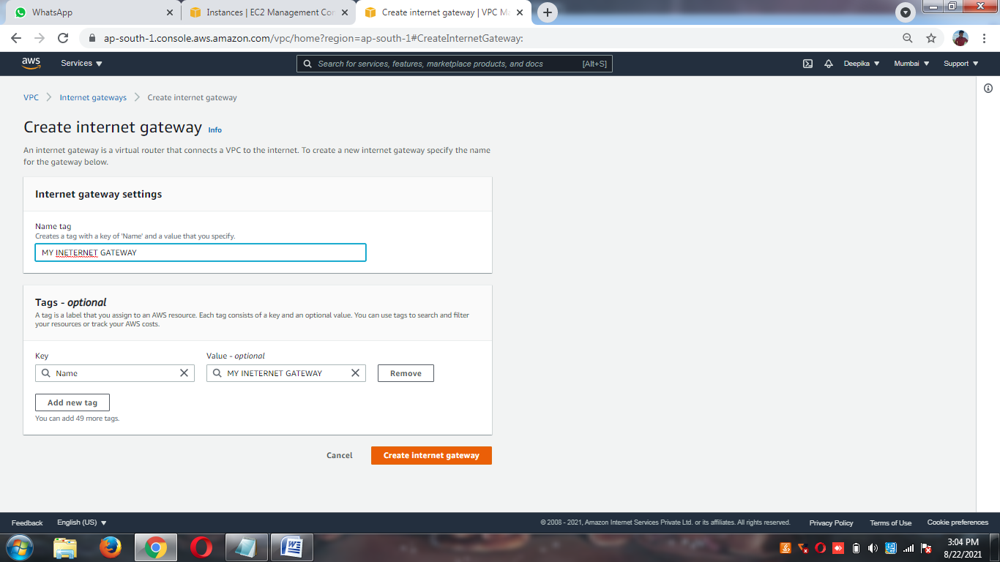 WhatsApp
Instances | EC2 Management Con
Create internet gateway | VPC M
ap-south-1.console.aws.amazon.com/vpc/home?region=ap-south-1#CreateInternetGateway:
aws
Services
Search for services, features, marketplace products, and docs
[Alt+S]
Deepika
Mumbai
Support
VPC
Internet gateways
Create internet gateway
Create internet gateway Info
An internet gateway is a virtual router that connects a VPC to the internet. To create a new internet gateway specify the name
for the gateway below.
Internet gateway settings
Name tag
Creates a tag with a key of 'Name' and a value that you specify.
MY INETERNET GATEWAY
Tags - optional
A tag is a label that you assign to an AWS resource. Each tag consists of a key and an optional value. You can use tags to search and filter
your resources or track your AWS costs.
Key
Value - optional
Name
MY INETERNET GATEWAY
Remove
Add new tag
You can add 49 more tags.
Cancel
Create internet gateway
Feedback
English (US)
© 2008 - 2021, Amazon Internet Services Private Ltd. or its affiliates. All rights reserved.
Privacy Policy
Terms of Use
Cookie preferences
3:04 PM
8/22/2021